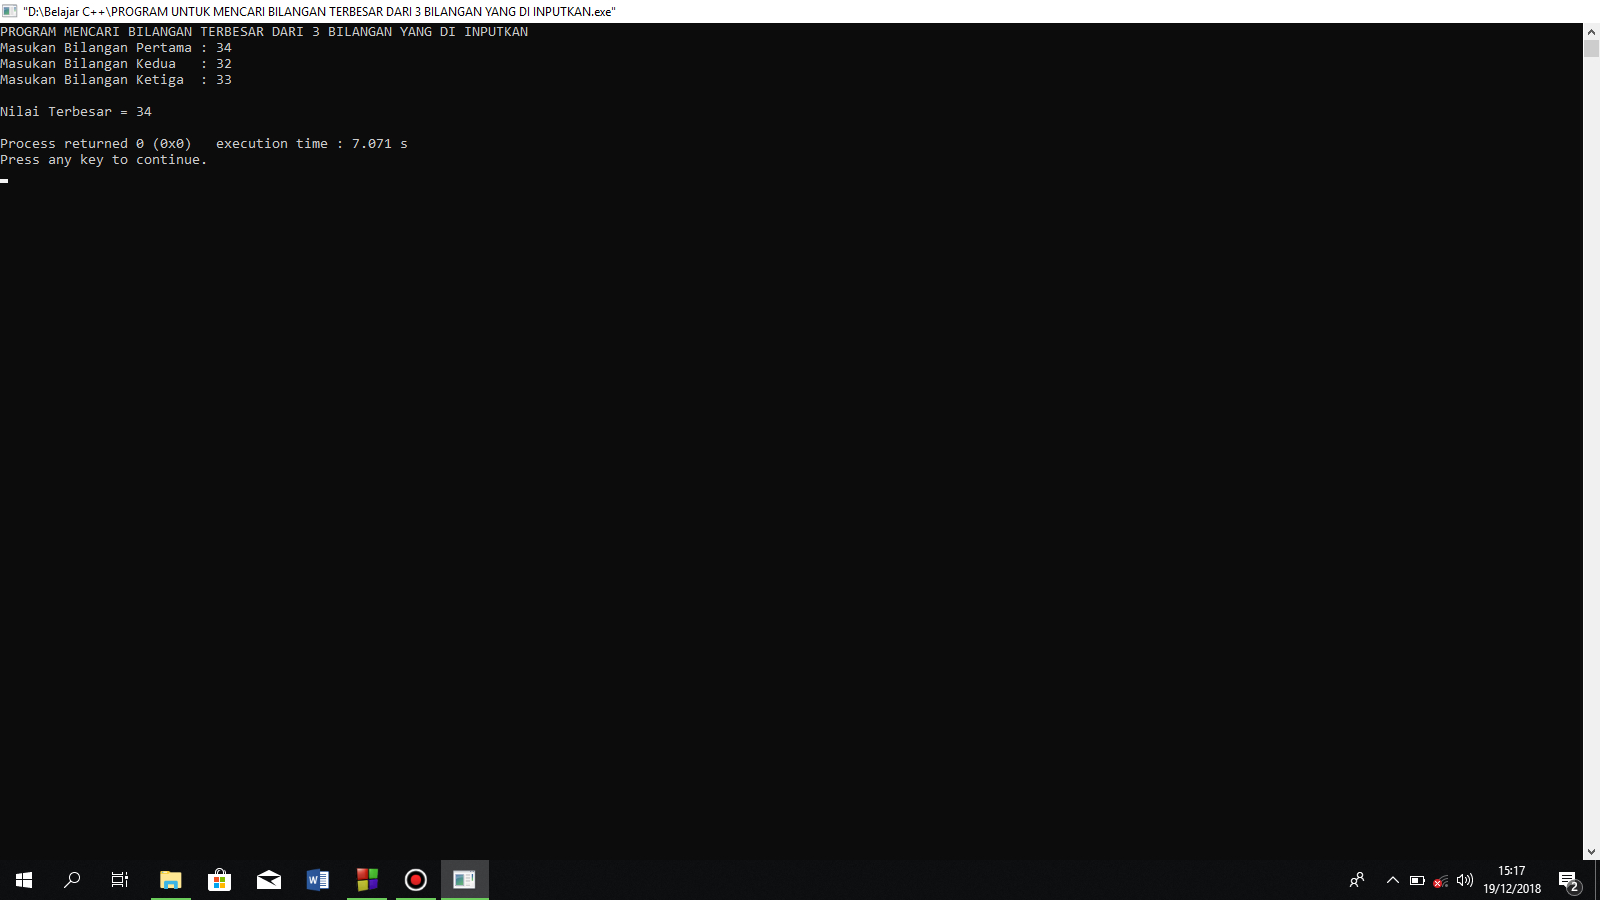 "D:\Belajar C++\PROGRAM UNTUK MENCARI BILANGAN TERBESAR DARI 3 BILANGAN YANG DI INPUTKAN.exe"
PROGRAM MENCARI BILANGAN TERBESAR DARI 3 BILANGAN YANG DI INPUTKAN
Masukan Bilangan Pertama : 34
Masukan Bilangan Kedua   : 32
Masukan Bilangan Ketiga  : 33
Nilai Terbesar = 34
Process returned 0 (0x0)   execution time : 7.071 s
Press any key to continue.
15:17
19/12/2018
2